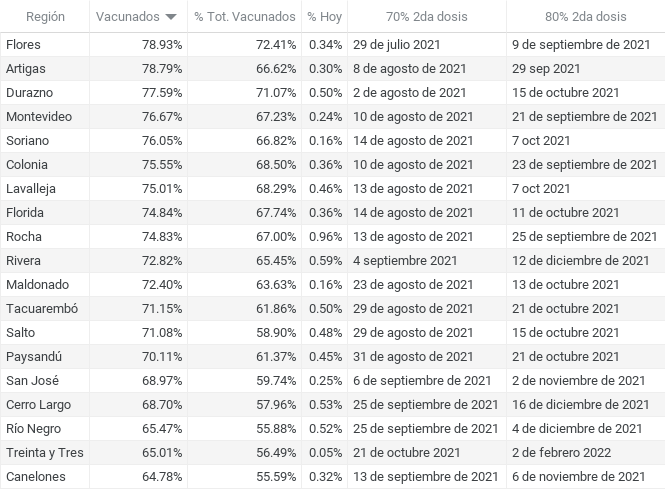 Región Vacunados % Tot. Vacunados % Hoy 70% 2da dosis 80% 2da dosis
Flores 78.93% 72.41% 0.34% 29 de julio 2021 9 de septiembre de 2021
Artigas 78.79% 66.62% 0.30% 8 de agosto de 2021 29 sep 2021
Durazno 77.59% 71.07% 0.50% 2 de agosto de 2021 15 de octubre 2021
Montevideo 76.67% 67.23% 0.24% 10 de agosto de 2021 21 de septiembre de 2021
Soriano 76.05% 66.82% 0.16% 14 de agosto de 2021 7 oct 2021
Colonia 75.55% 68.50% 0.36% 10 de agosto de 2021 23 de septiembre de 2021
Lavalleja 75.01% 68.29% 0.46% 13 de agosto de 2021 7 oct 2021
Florida 74.84% 67.74% 0.36% 14 de agosto de 2021 11 de octubre 2021
Rocha 74.83% 67.00% 0.96% 13 de agosto de 2021 25 de septiembre de 2021
Rivera 72.82% 65.45% 0.59% 4 septiembre 2021 12 de diciembre de 2021
Maldonado 72.40% 63.63% 0.16% 23 de agosto de 2021 13 de octubre 2021
Tacuarembó 71.15% 61.86% 0.50% 29 de agosto de 2021 21 de octubre 2021
Salto 71.08% 58.90% 0.48% 29 de agosto de 2021 15 de octubre 2021
Paysandú 70.11% 61.37% 0.45% 31 de agosto de 2021 21 de octubre 2021
San José 68.97% 59.74% 0.25% 6 de septiembre de 2021 2 de noviembre de 2021
Cerro Largo 68.70% 57.96% 0.53% 25 de septiembre de 2021 16 de diciembre de 2021
Río Negro 65.47% 55.88% 0.52% 25 de septiembre de 2021 4 de diciembre de 2021
Treinta y Tres 65.01% 56.49% 0.05% 21 de octubre 2021 2 de febrero 2022
Canelones 64.78% 55.59% 0.32% 13 de septiembre de 2021 6 de noviembre de 2021